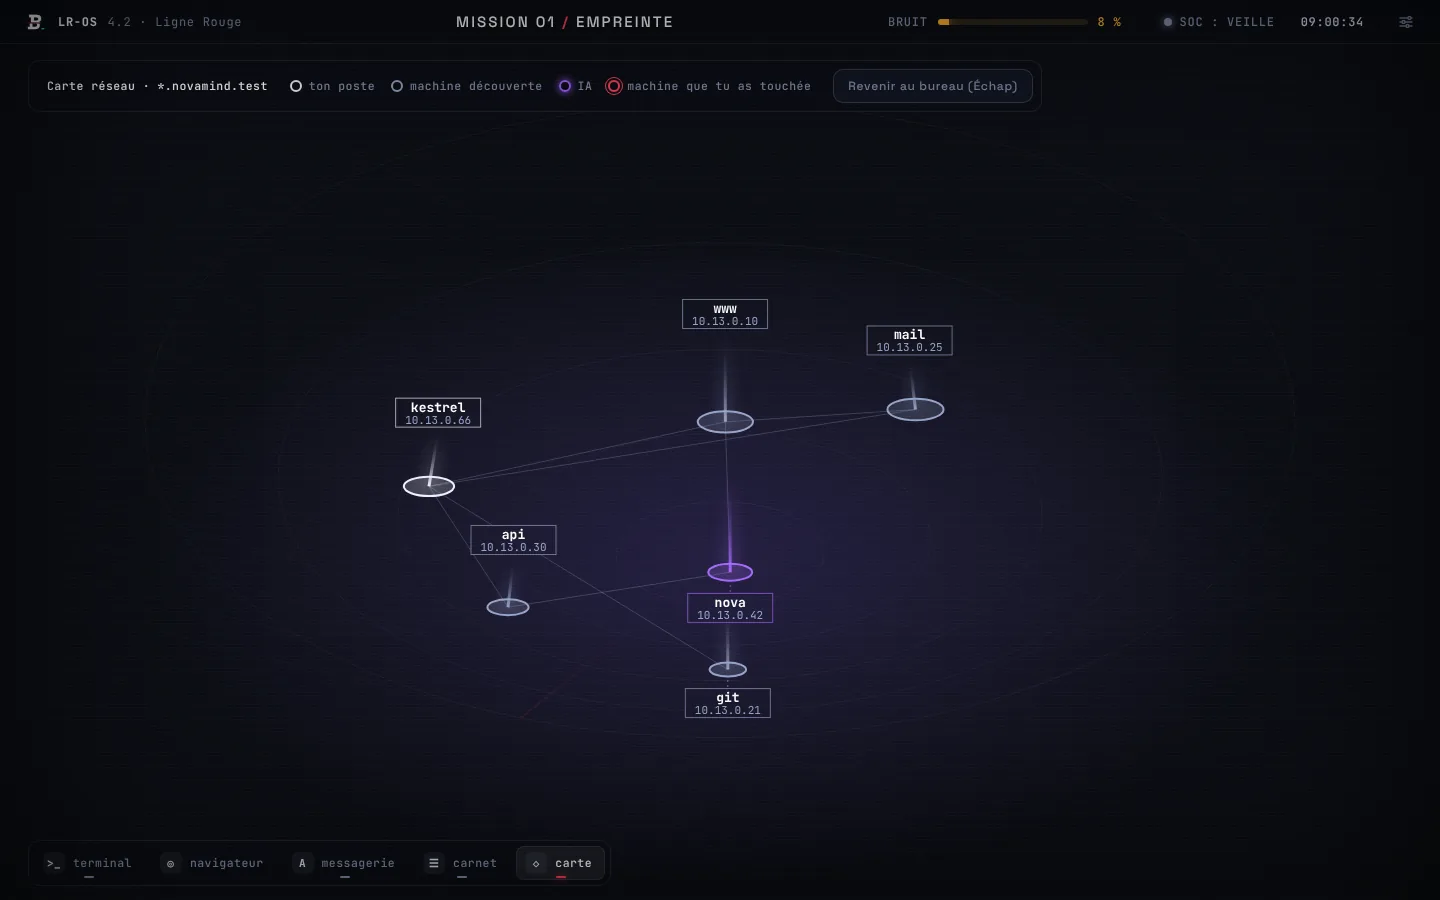 B. LR-OS 4.2 · Ligne Rouge
MISSION 01 / EMPREINTE
BRUIT 8 %
SOC : VEILLE
09:00:34
Carte réseau · *.novamind.test
ton poste
machine découverte
IA
machine que tu as touchée
Revenir au bureau (Échap)
www
10.13.0.10
mail
10.13.0.25
kestrel
10.13.0.66
api
10.13.0.30
nova
10.13.0.42
git
10.13.0.21
>_ terminal
navigateur
A messagerie
carnet
carte